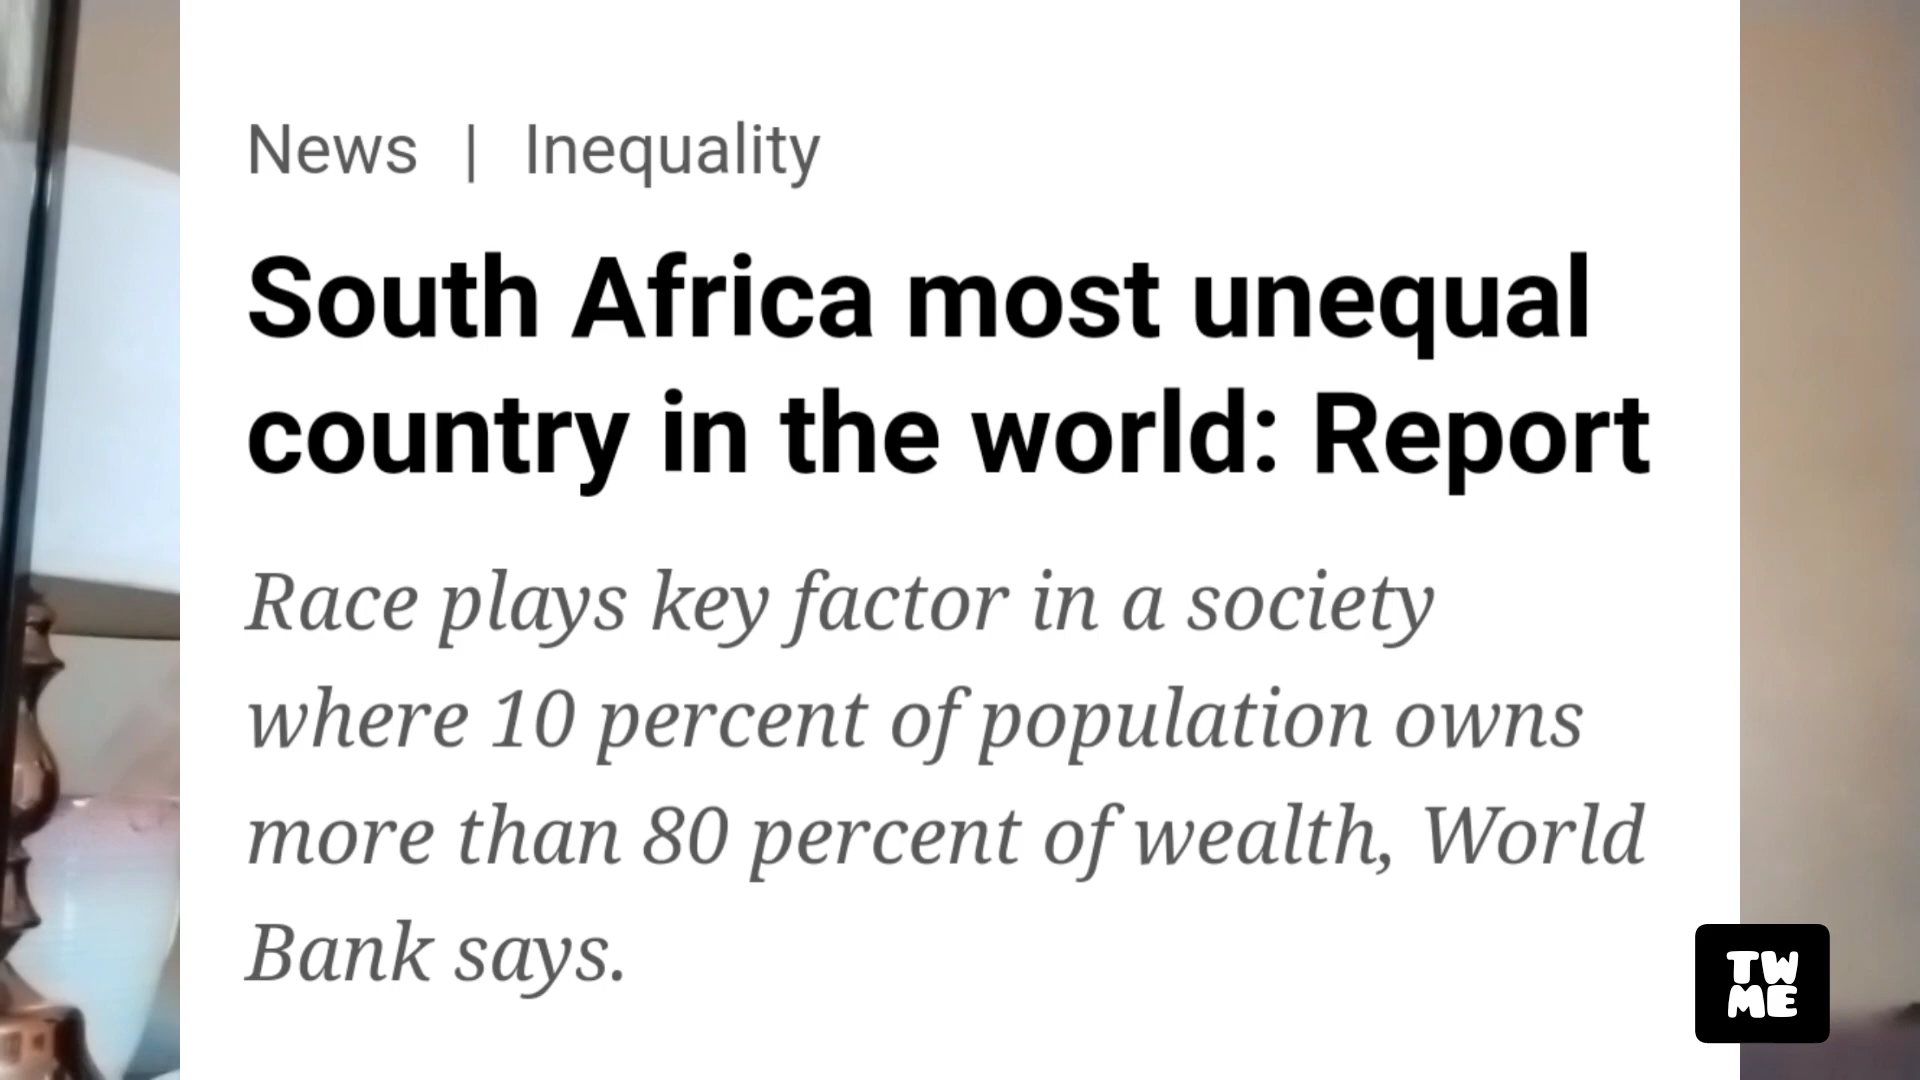 News | Inequality
South Africa most unequal
country in the world: Report
Race plays key factor in a society
where 10 percent of population owns
more than 80 percent of wealth, World
Bank says.
TW
ME